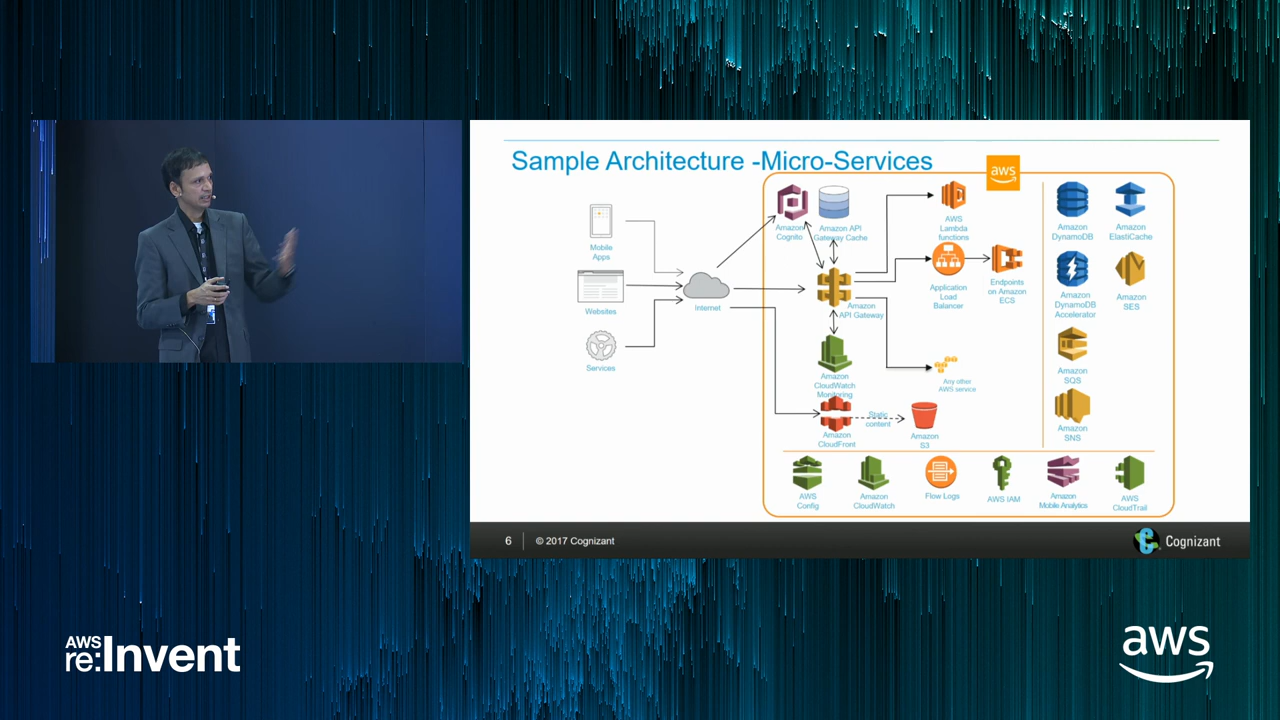 Sample Architecture -Micro-Services
aws
Mobile
Apps
Websites
Services
Internet
Amazon
Cognito
Amazon API
Gateway Cache
Amazon
API Gateway
Amazon
CloudWatch
Monitoring
Amazon
CloudFront
Static
content
Amazon
S3
AWS
Lambda
functions
Application
Load
Balancer
Endpoints
on Amazon
ECS
Any other
AWS service
Amazon
DynamoDB
Amazon
ElastiCache
Amazon
DynamoDB
Accelerator
Amazon
SES
Amazon
SQS
Amazon
SNS
AWS
Config
Amazon
CloudWatch
Flow Logs
AWS IAM
Amazon
Mobile Analytics
AWS
CloudTrail
6
© 2017 Cognizant
Cognizant
AWS
re:Invent
aws